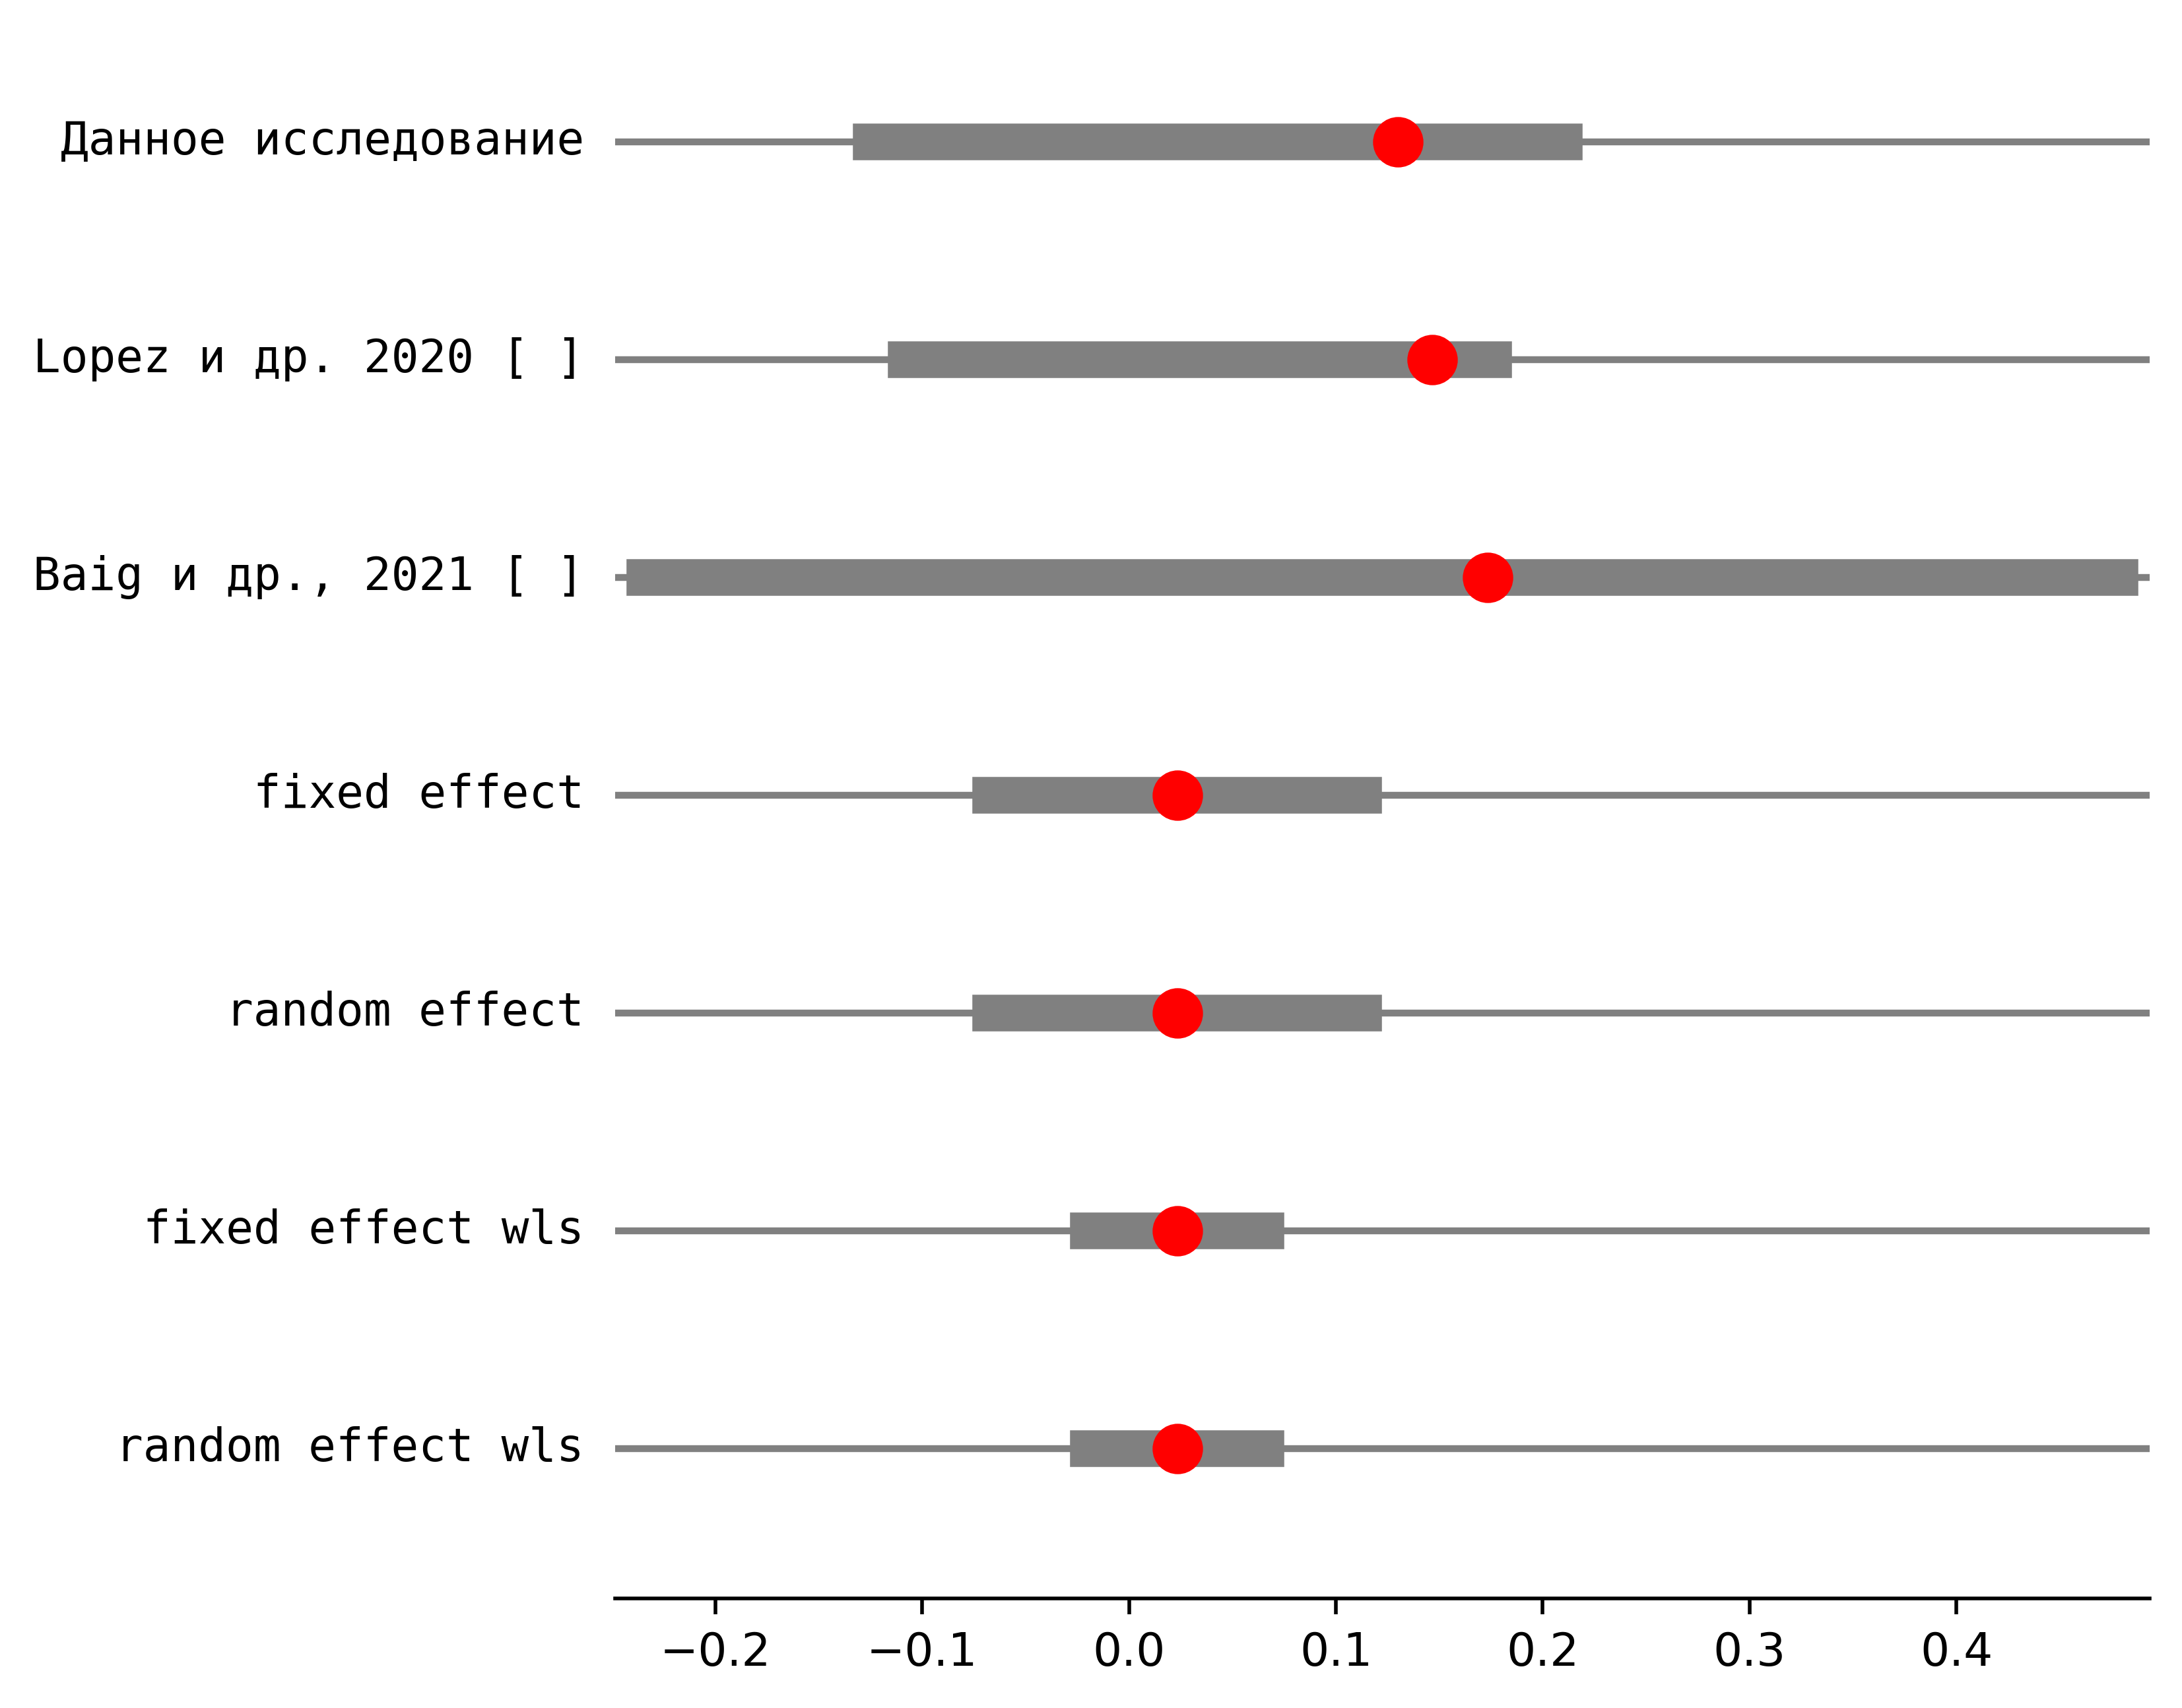 Данное исследование
Lopez и др. 2020 [ ]
Baig и др., 2021 [ ]
fixed effect
random effect
fixed effect wls
random effect wls
−0.2 −0.1 0.0 0.1 0.2 0.3 0.4